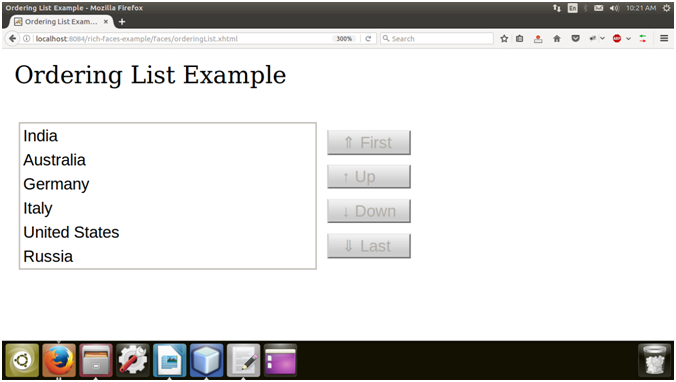 Ordering List Example - Mozilla Firefox
En
10:21 AM
Ordering List Exam...
localhost:8084/rich-faces-example/faces/orderingList.xhtml
300%
Search
ABP
Ordering List Example
India
Australia
Germany
Italy
United States
Russia
⇑ First
↑ Up
↓ Down
⇓ Last